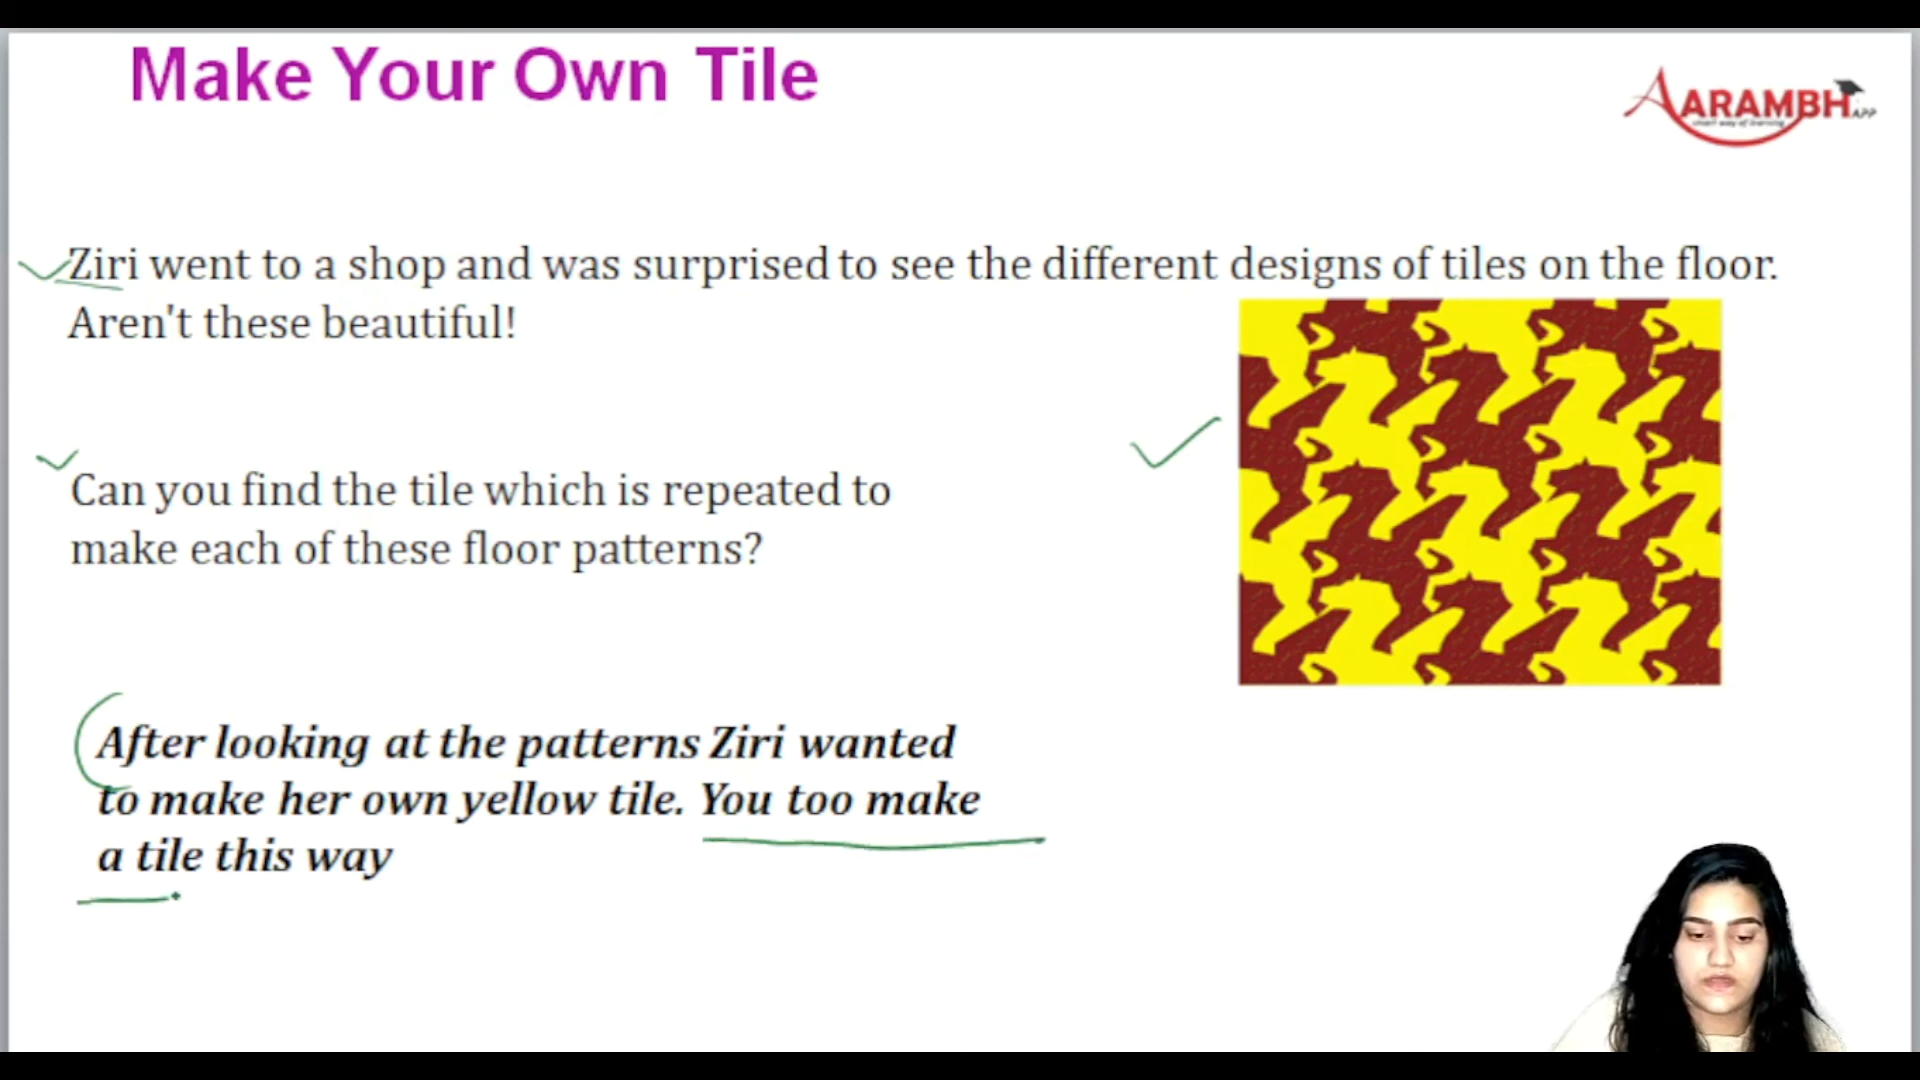 Make Your Own Tile
AARAMBH
APP
Ziri went to a shop and was surprised to see the different designs of tiles on the floor.
Aren't these beautiful!
Can you find the tile which is repeated to
make each of these floor patterns?
After looking at the patterns Ziri wanted
to make her own yellow tile. You too make
a tile this way